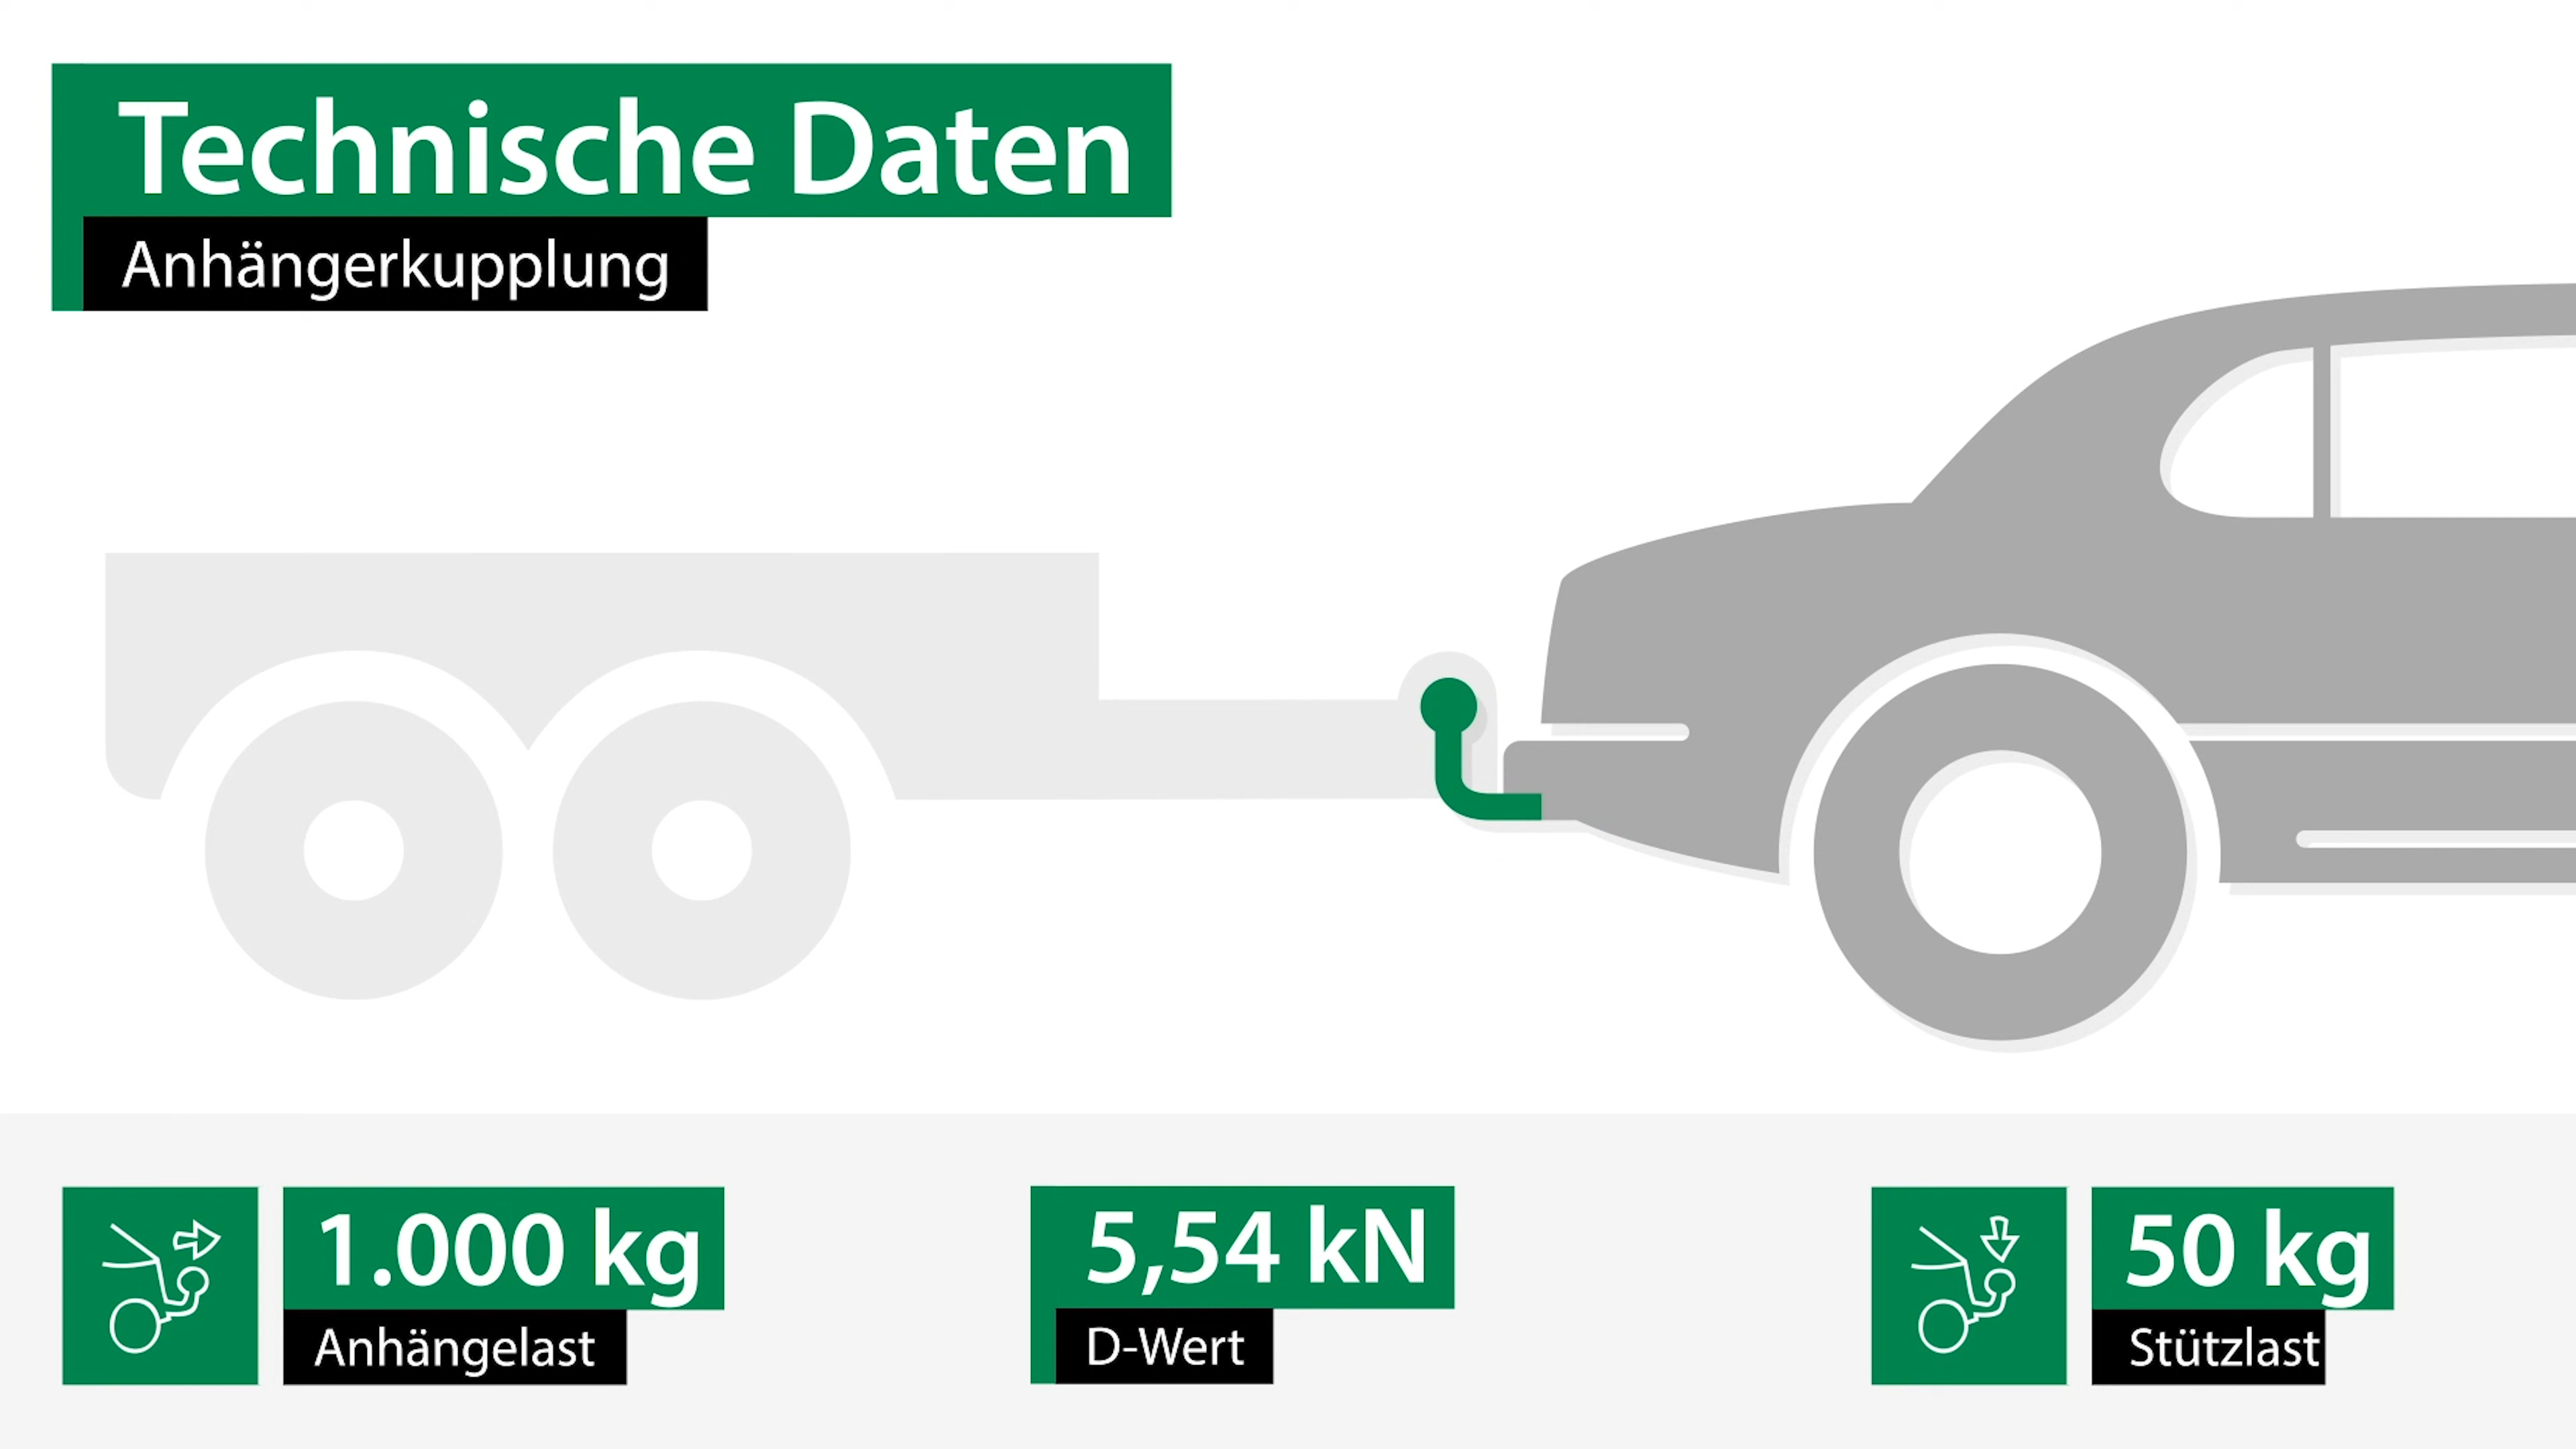 Technische Daten
Anhängerkupplung
1.000 kg
Anhängelast
5,54 kN
D-Wert
50 kg
Stützlast